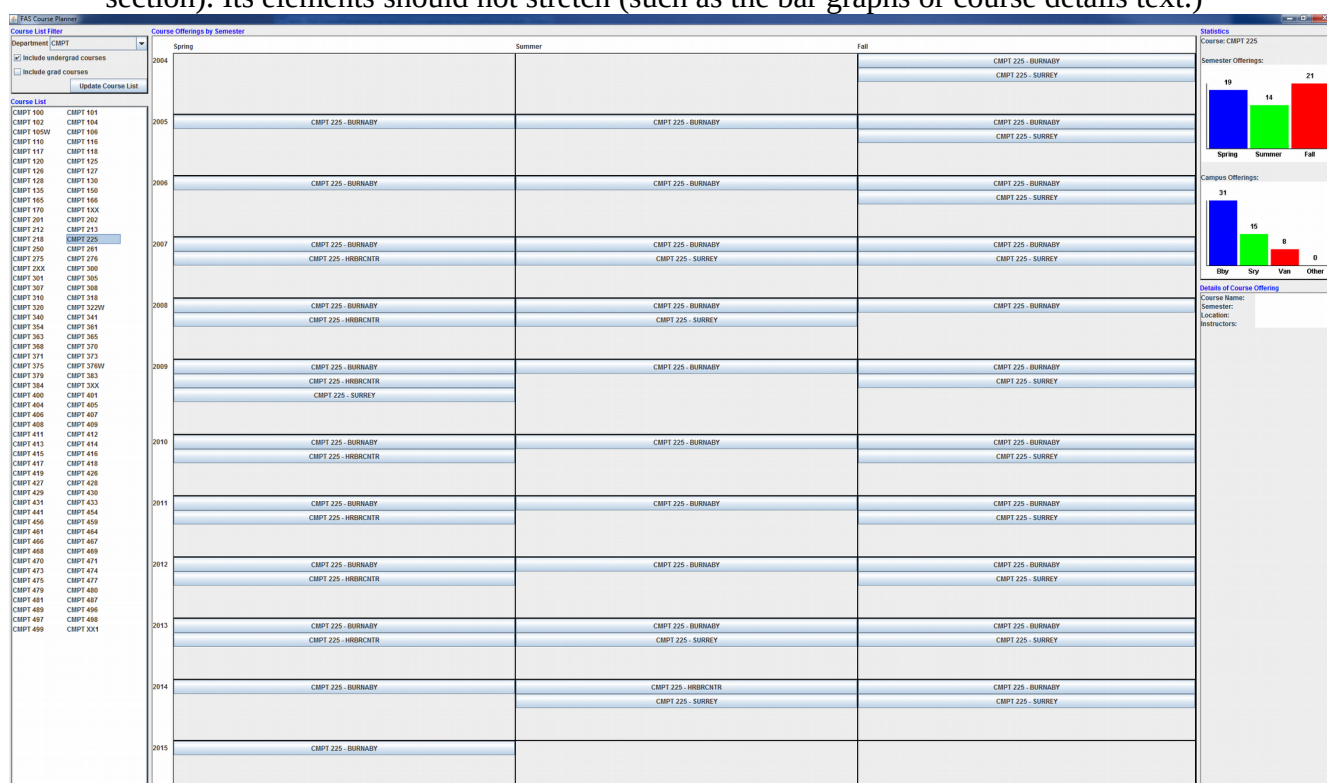 section). Its elements should not stretch (such as the bar graphs or course details text.)
FAS Course Planner
Course List Filter
Department CMPT
Include undergrad courses
Include grad courses
Update Course List
Course List
CMPT 100 CMPT 101
CMPT 102 CMPT 104
CMPT 105W CMPT 106
CMPT 110 CMPT 116
CMPT 117 CMPT 118
CMPT 120 CMPT 125
CMPT 126 CMPT 127
CMPT 128 CMPT 130
CMPT 135 CMPT 150
CMPT 165 CMPT 166
CMPT 170 CMPT 1XX
CMPT 201 CMPT 202
CMPT 212 CMPT 213
CMPT 218 CMPT 225
CMPT 250 CMPT 261
CMPT 275 CMPT 276
CMPT 2XX CMPT 300
CMPT 301 CMPT 305
CMPT 307 CMPT 308
CMPT 310 CMPT 318
CMPT 320 CMPT 322W
CMPT 340 CMPT 341
CMPT 354 CMPT 361
CMPT 363 CMPT 365
CMPT 368 CMPT 370
CMPT 371 CMPT 373
CMPT 375 CMPT 376W
CMPT 379 CMPT 383
CMPT 384 CMPT 3XX
CMPT 400 CMPT 401
CMPT 404 CMPT 405
CMPT 406 CMPT 407
CMPT 408 CMPT 409
CMPT 411 CMPT 412
CMPT 413 CMPT 414
CMPT 415 CMPT 416
CMPT 417 CMPT 418
CMPT 419 CMPT 426
CMPT 427 CMPT 428
CMPT 429 CMPT 430
CMPT 431 CMPT 433
CMPT 441 CMPT 454
CMPT 456 CMPT 459
CMPT 461 CMPT 464
CMPT 466 CMPT 467
CMPT 468 CMPT 469
CMPT 470 CMPT 471
CMPT 473 CMPT 474
CMPT 475 CMPT 477
CMPT 479 CMPT 480
CMPT 481 CMPT 487
CMPT 489 CMPT 496
CMPT 497 CMPT 498
CMPT 499 CMPT XX1
Course Offerings by Semester
Spring Summer Fall
2004 CMPT 225 - BURNABY
CMPT 225 - SURREY
2005 CMPT 225 - BURNABY CMPT 225 - BURNABY CMPT 225 - BURNABY
CMPT 225 - SURREY
2006 CMPT 225 - BURNABY CMPT 225 - BURNABY CMPT 225 - BURNABY
CMPT 225 - SURREY
2007 CMPT 225 - BURNABY CMPT 225 - BURNABY CMPT 225 - BURNABY
CMPT 225 - HRBRCNTR CMPT 225 - SURREY CMPT 225 - SURREY
2008 CMPT 225 - BURNABY CMPT 225 - BURNABY CMPT 225 - BURNABY
CMPT 225 - HRBRCNTR CMPT 225 - SURREY
2009 CMPT 225 - BURNABY CMPT 225 - BURNABY CMPT 225 - BURNABY
CMPT 225 - HRBRCNTR CMPT 225 - SURREY
CMPT 225 - SURREY
2010 CMPT 225 - BURNABY CMPT 225 - BURNABY CMPT 225 - BURNABY
CMPT 225 - HRBRCNTR CMPT 225 - SURREY
2011 CMPT 225 - BURNABY CMPT 225 - BURNABY CMPT 225 - BURNABY
CMPT 225 - HRBRCNTR CMPT 225 - SURREY
2012 CMPT 225 - BURNABY CMPT 225 - BURNABY CMPT 225 - BURNABY
CMPT 225 - HRBRCNTR CMPT 225 - SURREY
2013 CMPT 225 - BURNABY CMPT 225 - BURNABY CMPT 225 - BURNABY
CMPT 225 - HRBRCNTR CMPT 225 - SURREY CMPT 225 - SURREY
2014 CMPT 225 - BURNABY CMPT 225 - HRBRCNTR CMPT 225 - BURNABY
CMPT 225 - SURREY CMPT 225 - SURREY
2015 CMPT 225 - BURNABY
Statistics
Course: CMPT 225
Semester Offerings:
19 14 21
Spring Summer Fall
Campus Offerings:
31 15 8 0
Bby Sry Van Other
Details of Course Offering
Course Name:
Semester:
Location:
Instructors: